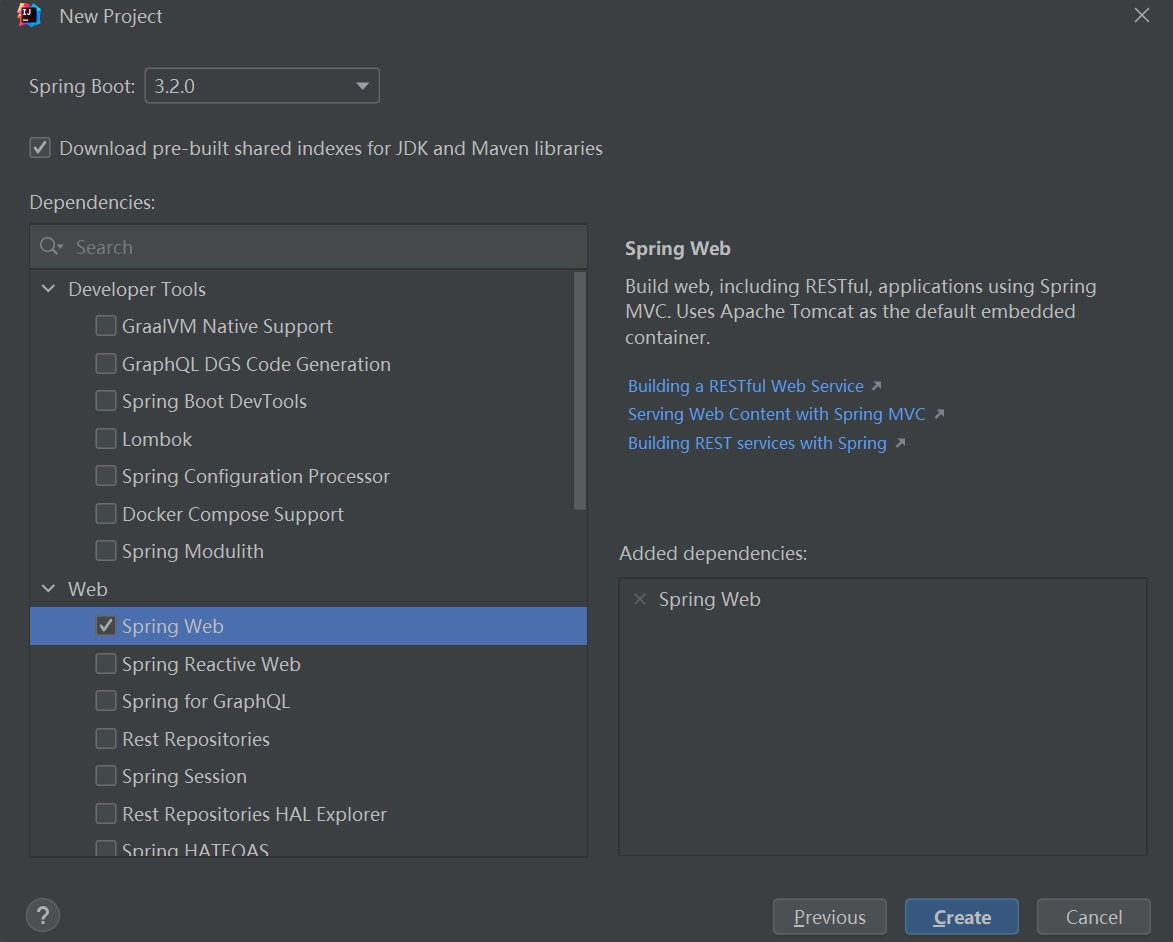 New Project
Spring Boot:
3.2.0
Download pre-built shared indexes for JDK and Maven libraries
Dependencies:
Search
Developer Tools
GraalVM Native Support
GraphQL DGS Code Generation
Spring Boot DevTools
Lombok
Spring Configuration Processor
Docker Compose Support
Spring Modulith
Web
Spring Web
Spring Reactive Web
Spring for GraphQL
Rest Repositories
Spring Session
Rest Repositories HAL Explorer
Spring HATEOAS
Spring Web
Build web, including RESTful, applications using Spring
MVC. Uses Apache Tomcat as the default embedded
container.
Building a RESTful Web Service
Serving Web Content with Spring MVC
Building REST services with Spring
Added dependencies:
Spring Web
?
Previous
Create
Cancel